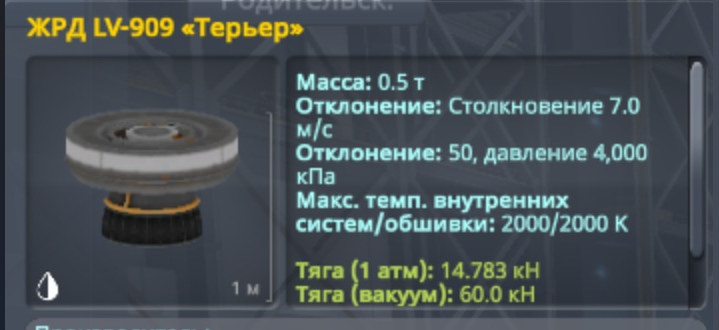 Родительск.
ЖРД LV-909 «Терьер»
Масса: 0.5 т
Отклонение: Столкновение 7.0
м/с
Отклонение: 50, давление 4,000
кПа
Макс. темп. внутренних
систем/обшивки: 2000/2000 K
Тяга (1 атм): 14.783 кН
Тяга (вакуум): 60.0 кН
1 м